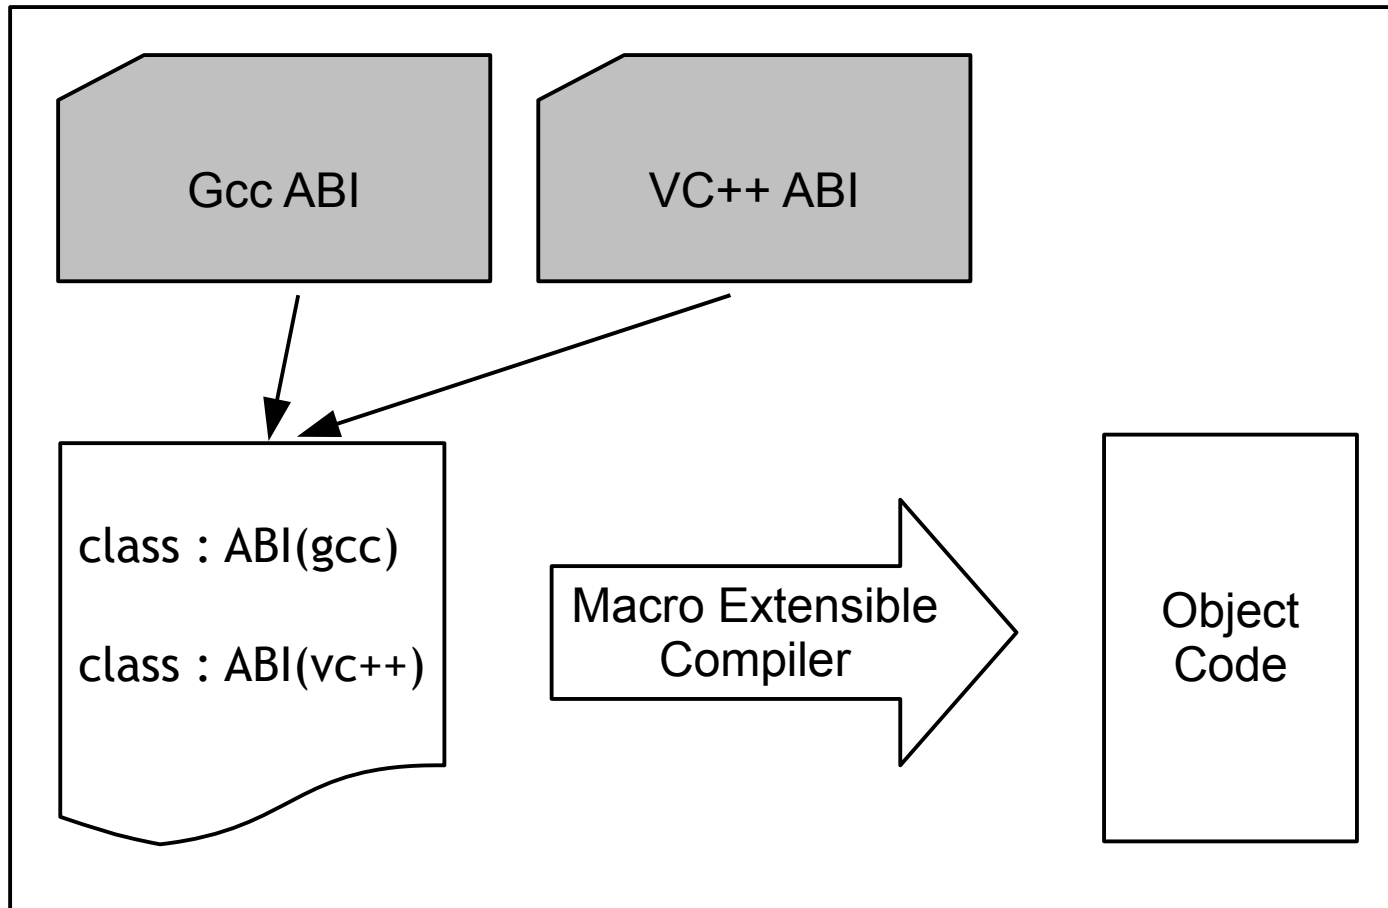 Gcc ABI
VC++ ABI
class : ABI(gcc)
class : ABI(vc++)
Macro Extensible
Compiler
Object
Code